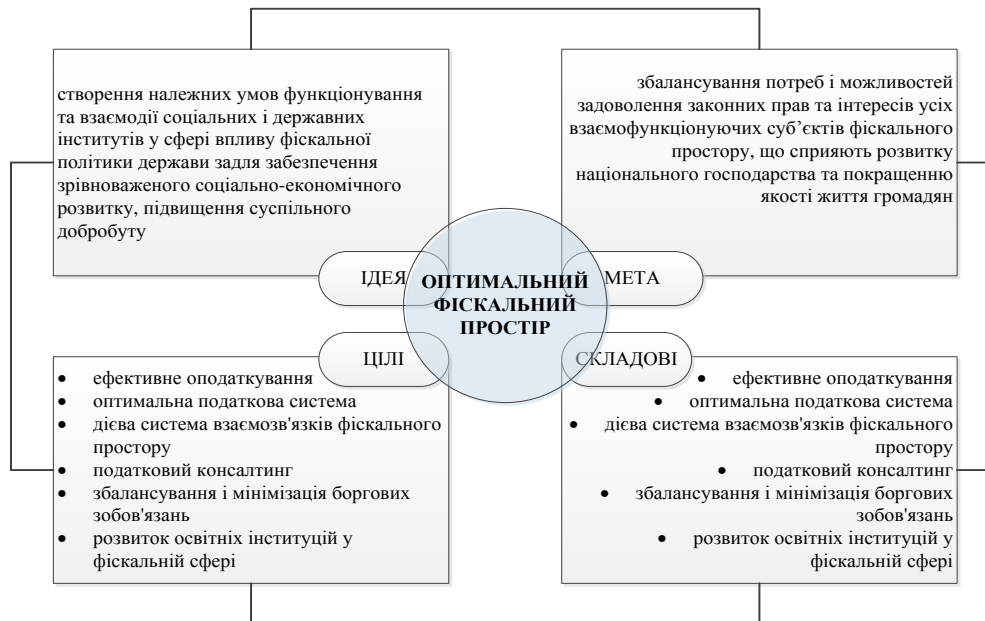 створення належних умов функціонування
та взаємодії соціальних і державних
інститутів у сфері впливу фіскальної
політики держави задля забезпечення
зрівноваженого соціально-економічного
розвитку, підвищення суспільного
добробуту
ІДЕЯ
збалансування потреб і можливостей
задоволення законних прав та інтересів усіх
взаємофункціонуючих суб’єктів фіскального
простору, що сприяють розвитку
національного господарства та покращенню
якості життя громадян
МЕТА
ОПТИМАЛЬНИЙ
ФІСКАЛЬНИЙ
ПРОСТІР
ЦІЛІ
• ефективне оподаткування
• оптимальна податкова система
• дієва система взаємозв'язків фіскального
простору
• податковий консалтинг
• збалансування і мінімізація боргових
зобов'язань
• розвиток освітніх інституцій у
фіскальній сфері
СКЛАДОВІ
• ефективне оподаткування
• оптимальна податкова система
• дієва система взаємозв'язків фіскального
простору
• податковий консалтинг
• збалансування і мінімізація боргових
зобов'язань
• розвиток освітніх інституцій у
фіскальній сфері